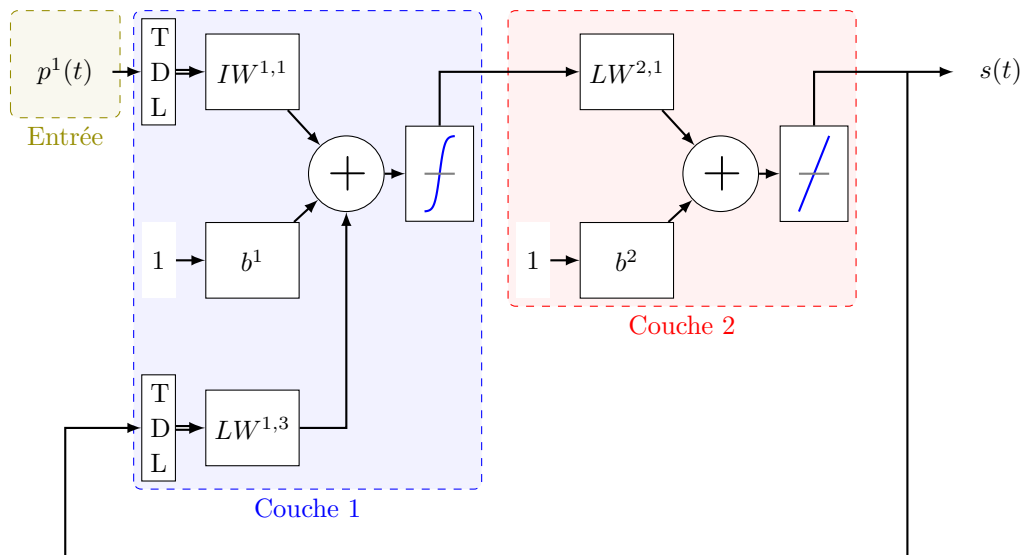 p¹(t)
Entrée
T
D
L
IW¹,¹
+
1
b¹
T
D
L
LW¹,³
Couche 1
LW²,¹
+
1
b²
Couche 2
s(t)